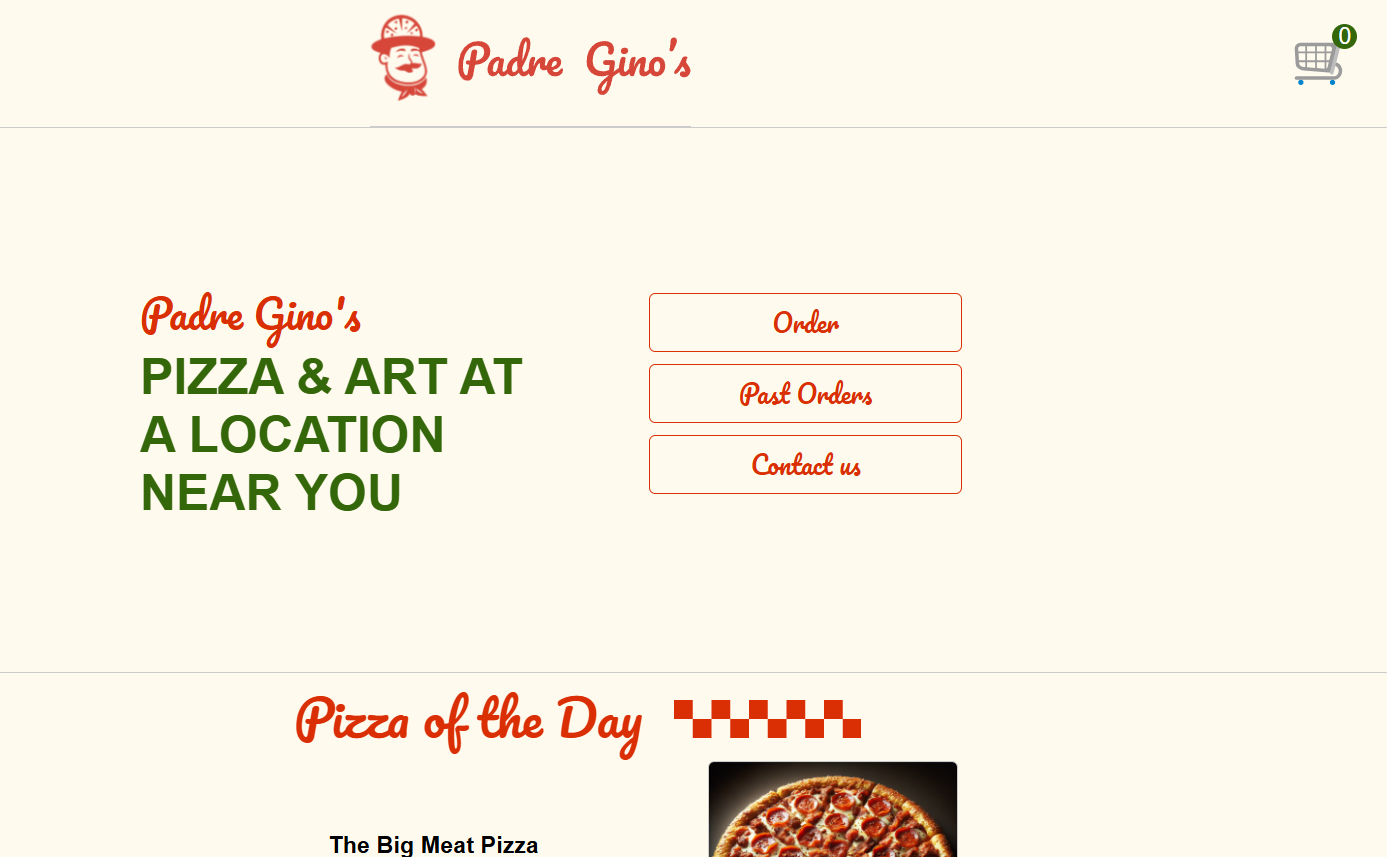 Padre Gino's
0
Padre Gino's
PIZZA & ART AT
A LOCATION
NEAR YOU
Order
Past Orders
Contact us
Pizza of the Day
The Big Meat Pizza